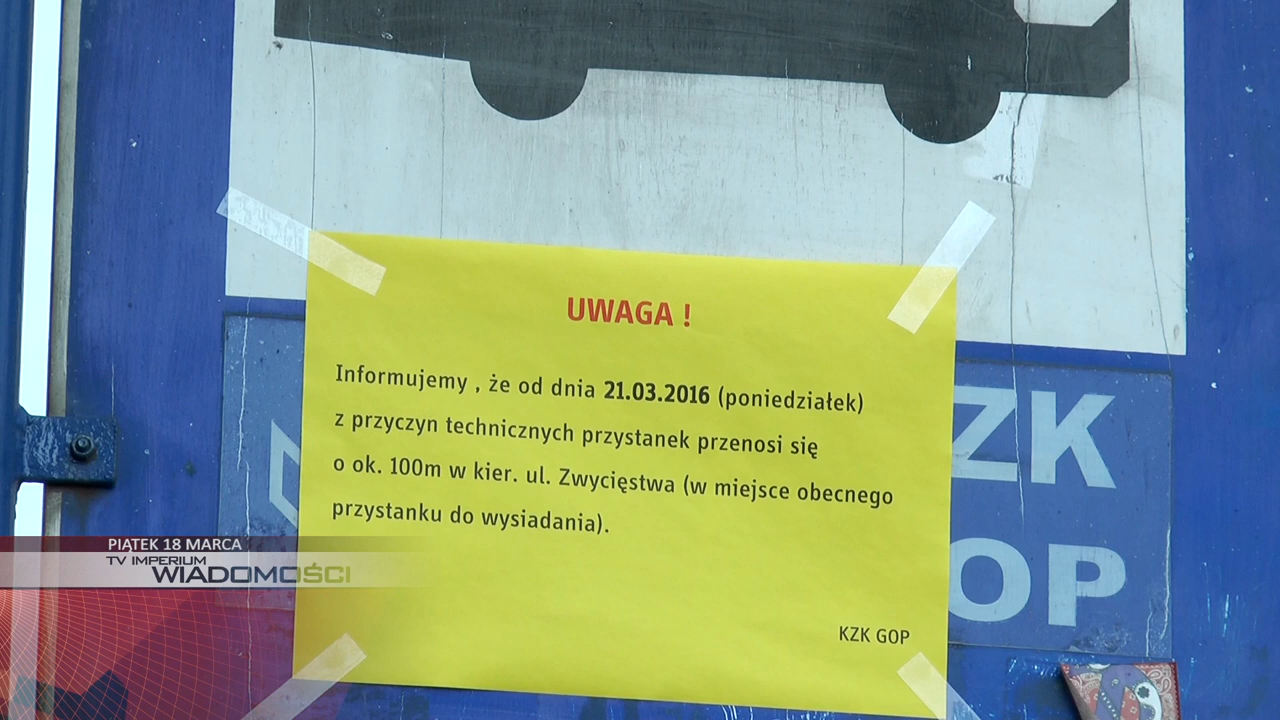 UWAGA !
Informujemy , że od dnia 21.03.2016 (poniedziałek)
z przyczyn technicznych przystanek przenosi się
o ok. 100m w kier. ul. Zwycięstwa (w miejsce obecnego
przystanku do wysiadania).
KZK GOP
ZK
OP
PIĄTEK 18 MARCA
TV IMPERIUM
WIADOMOŚCI